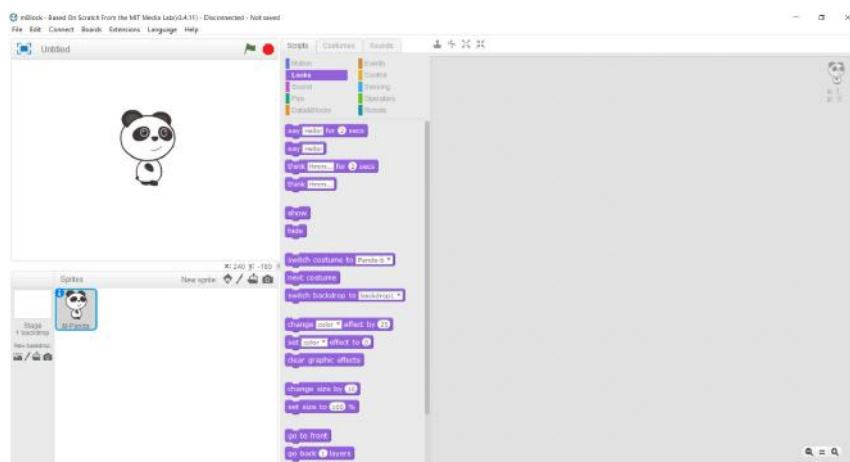 mBlock - Based On Scratch From the MIT Media Lab(v3.4.11) - Disconnected - Not saved
File Edit Connect Boards Extensions Language Help
Untitled
Scripts Costumes Sounds
Motion Events
Looks Control
Sound Sensing
Pen Operators
Data&Blocks Robots
say Hello! for 2 secs
say Hello!
think Hmm... for 2 secs
think Hmm...
show
hide
switch costume to Panda-b
next costume
switch backdrop to backdrop1
change color effect by 25
set color effect to 0
clear graphic effects
change size by 10
set size to 100 %
go to front
go back 1 layers
X: 240 y: -180
Sprites New sprite:
Stage
1 backdrop
New backdrop:
M-Panda